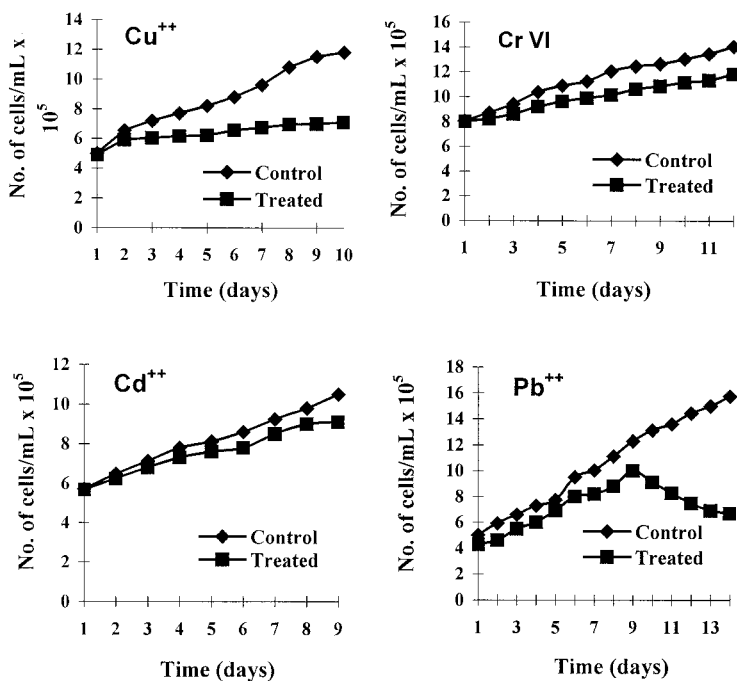 Cu++
No. of cells/mL x
10^5
14
12
10
8
6
4
2
0
Control
Treated
1 2 3 4 5 6 7 8 9 10
Time (days)
Cr VI
No. of cells/mL x 10^5
16
14
12
10
8
6
4
2
0
Control
Treated
1 3 5 7 9 11
Time (days)
Cd++
No. of cells/mL x 10^5
12
10
8
6
4
2
0
Control
Treated
1 2 3 4 5 6 7 8 9
Time (days)
Pb++
No. of cells/mL x 10^5
18
16
14
12
10
8
6
4
2
0
Control
Treated
1 3 5 7 9 11 13
Time (days)